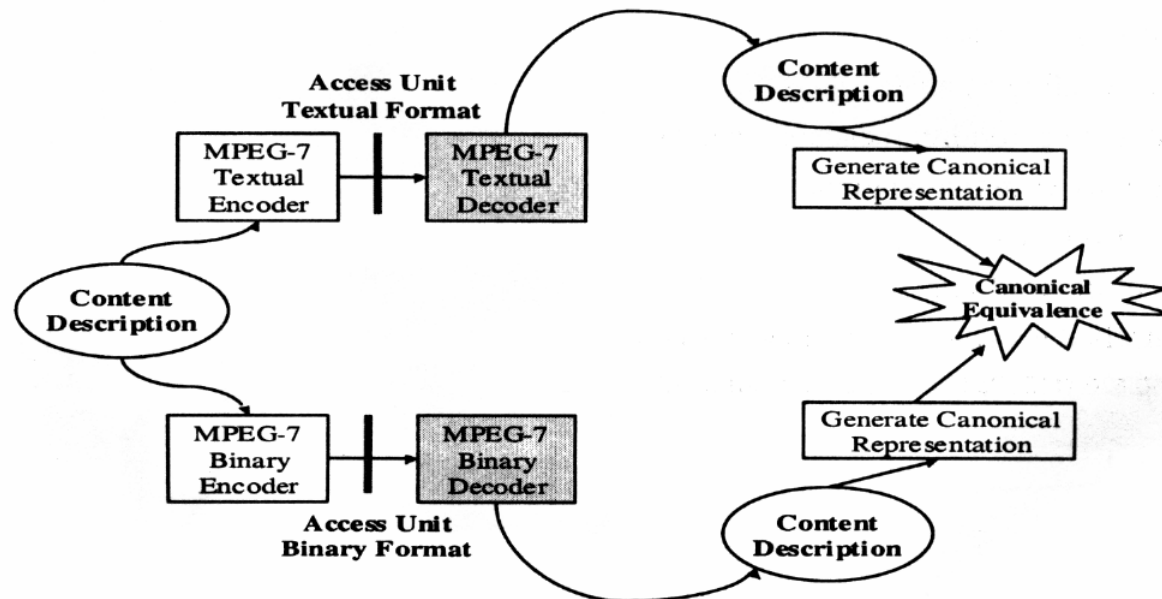 Access Unit
Textual Format
MPEG-7
Textual
Encoder
MPEG-7
Textual
Decoder
Content
Description
Generate Canonical
Representation
Content
Description
Canonical
Equivalence
MPEG-7
Binary
Encoder
MPEG-7
Binary
Decoder
Access Unit
Binary Format
Generate Canonical
Representation
Content
Description